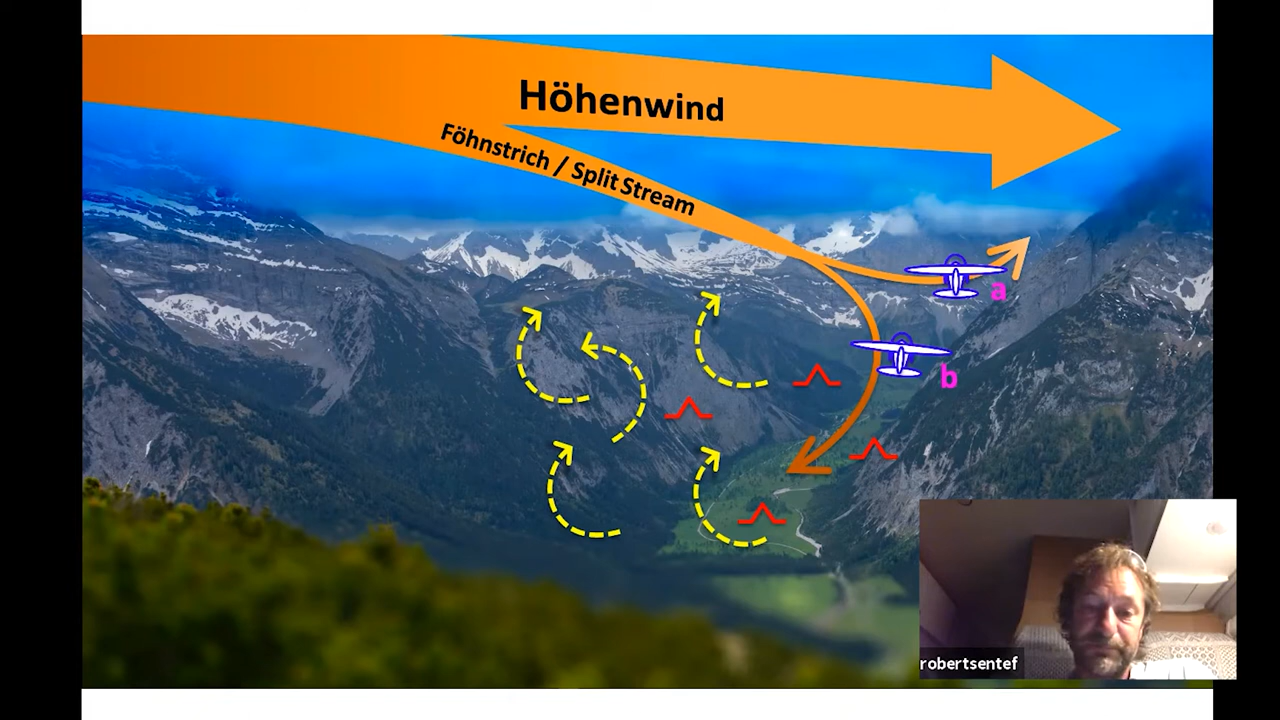 Höhenwind
Föhnstrich / Split Stream
a
b
robertsentef